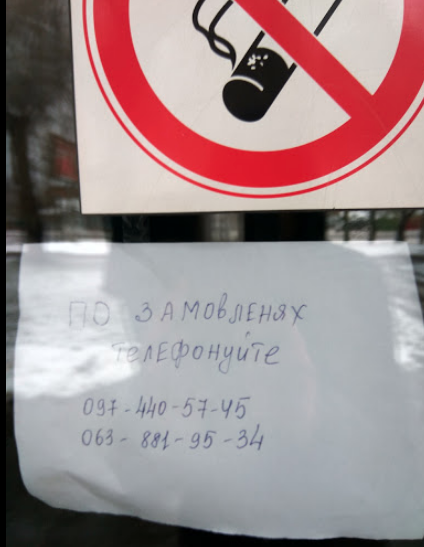 ПО ЗАМОВЛЕНЯХ
ТЕЛЕФОНУЙТЕ
097-440-57-45
063-881-95-34